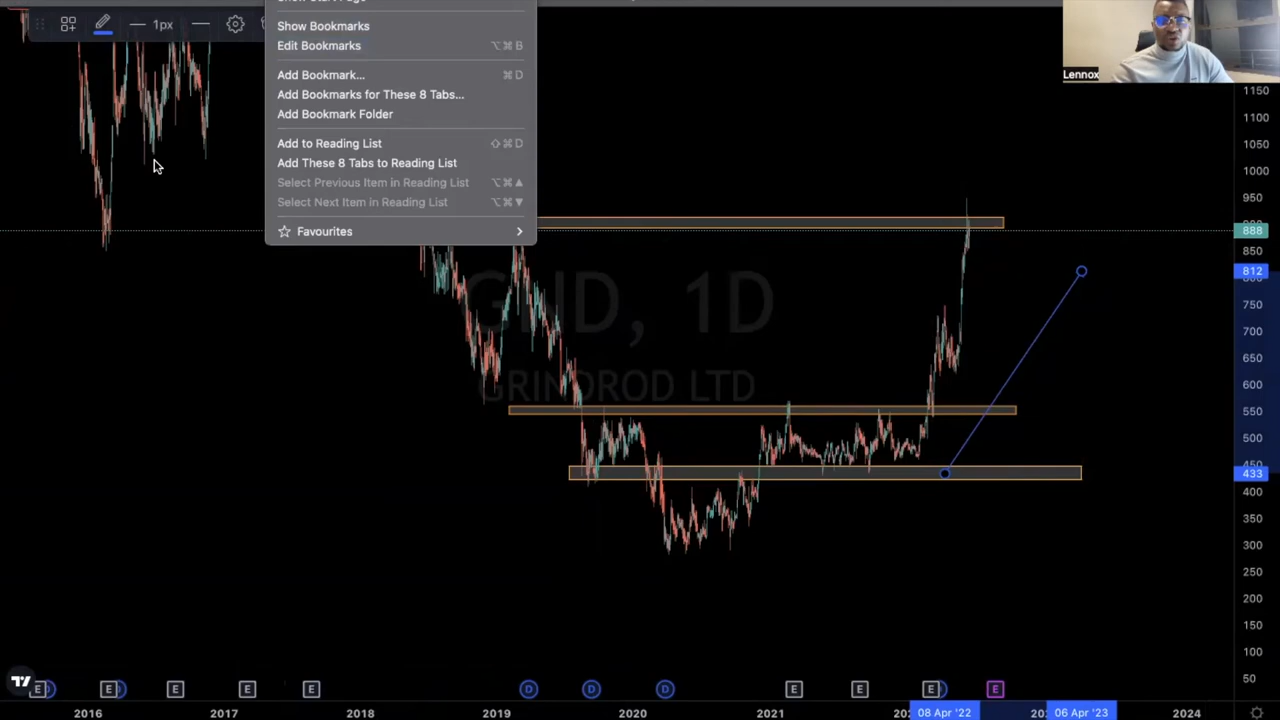 Show Start Page
1px
Show Bookmarks
Edit Bookmarks ⌥⌘B
Add Bookmark... ⌘D
Add Bookmarks for These 8 Tabs...
Add Bookmark Folder
Add to Reading List ⇧⌘D
Add These 8 Tabs to Reading List
Select Previous Item in Reading List ⌥⌘▲
Select Next Item in Reading List ⌥⌘▼
Favourites
Lennox
GND, 1D
GRINDROD LTD
1150
1100
1050
1000
950
888
850
812
750
700
650
600
550
500
433
400
350
300
250
200
150
100
50
E E E E E D D D E E E E
2016 2017 2018 2019 2020 2021 08 Apr '22 06 Apr '23 2024